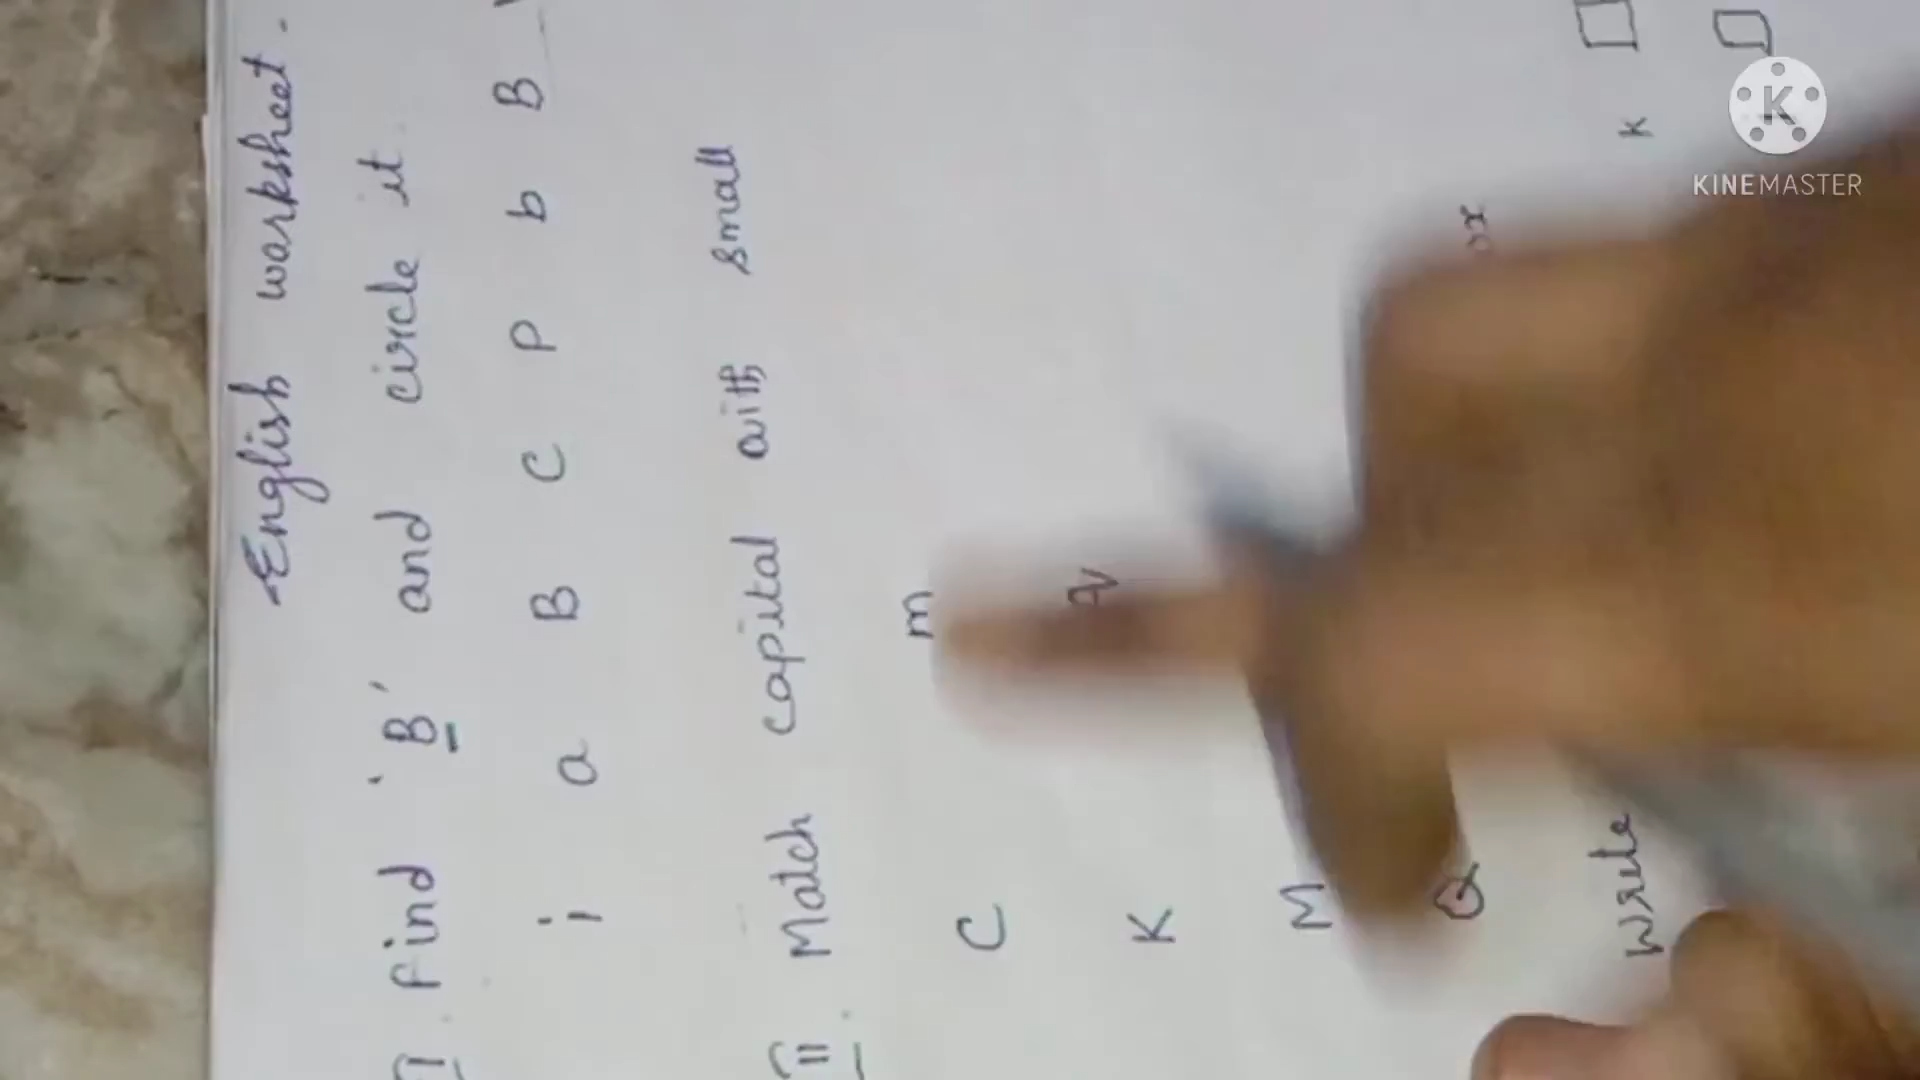 English worksheet.
I. Find 'B' and circle it.
i a B C P b B
II. Match capital with small
C m
K q
M
Q
Write
K
KINEMASTER